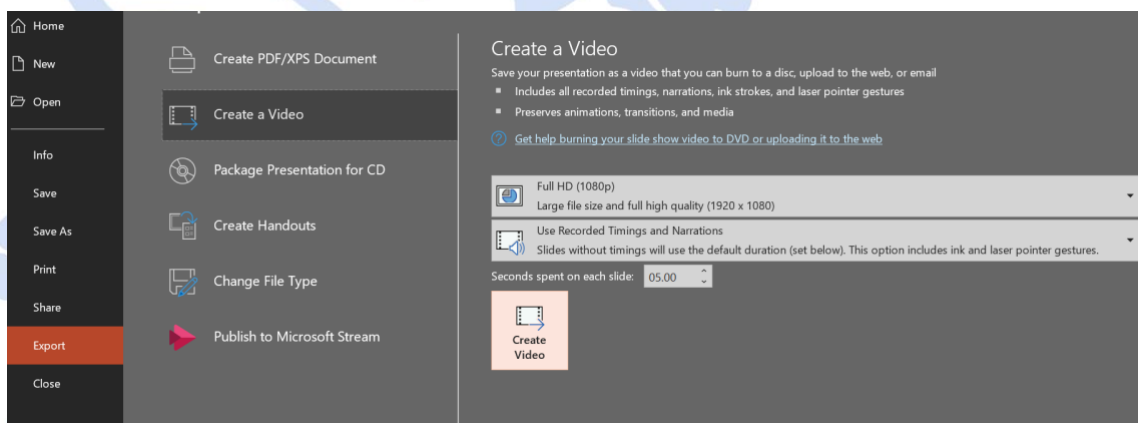 Home
New
Open
Info
Save
Save As
Print
Share
Export
Close
Create PDF/XPS Document
Create a Video
Package Presentation for CD
Create Handouts
Change File Type
Publish to Microsoft Stream
Create a Video
Save your presentation as a video that you can burn to a disc, upload to the web, or email
Includes all recorded timings, narrations, ink strokes, and laser pointer gestures
Preserves animations, transitions, and media
Get help burning your slide show video to DVD or uploading it to the web
Full HD (1080p)
Large file size and full high quality (1920 x 1080)
Use Recorded Timings and Narrations
Slides without timings will use the default duration (set below). This option includes ink and laser pointer gestures.
Seconds spent on each slide: 05.00
Create
Video